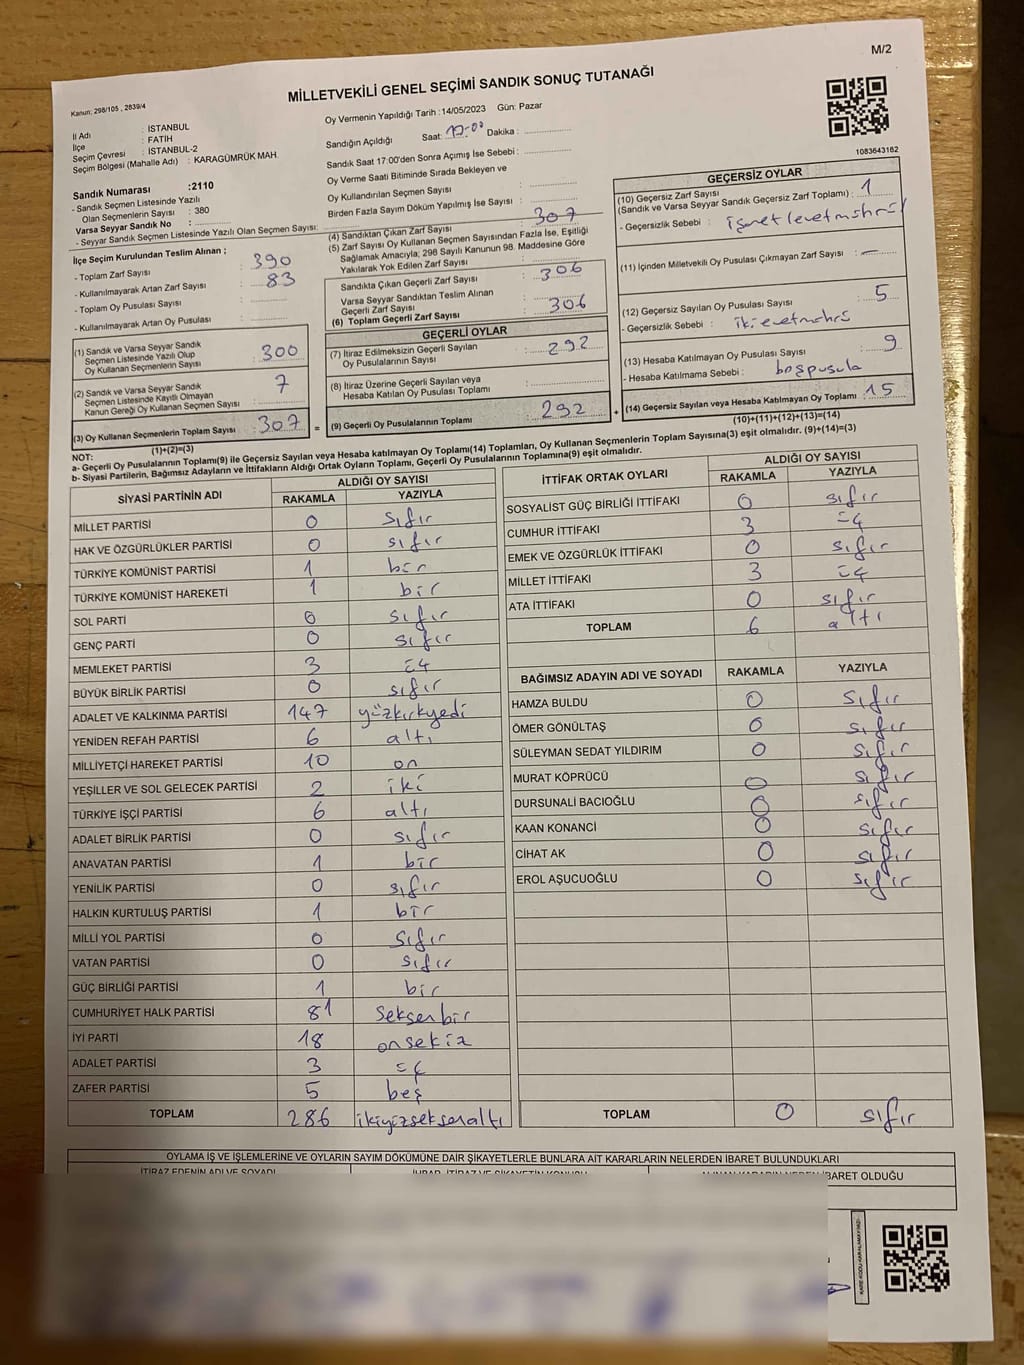 M/2
MİLLETVEKİLİ GENEL SEÇİMİ SANDIK SONUÇ TUTANAĞI
Kanun: 298/105 , 2839/4
1083643162
İl Adı : İSTANBUL
İlçe : FATİH
Seçim Çevresi : İSTANBUL-2
Seçim Bölgesi (Mahalle Adı) : KARAGÜMRÜK MAH.
Sandık Numarası :2110
- Sandık Seçmen Listesinde Yazılı
Olan Seçmenlerin Sayısı : 380
Varsa Seyyar Sandık No :
- Seyyar Sandık Seçmen Listesinde Yazılı Olan Seçmen Sayısı:
İlçe Seçim Kurulundan Teslim Alınan ;
- Toplam Zarf Sayısı : 390
- Kullanılmayarak Artan Zarf Sayısı : 83
- Toplam Oy Pusulası Sayısı :
- Kullanılmayarak Artan Oy Pusulası :
(1) Sandık ve Varsa Seyyar Sandık
Seçmen Listesinde Yazılı Olup
Oy Kullanan Seçmenlerin Sayısı : 300
(2) Sandık ve Varsa Seyyar Sandık
Seçmen Listesinde Kayıtlı Olmayan
Kanun Gereği Oy Kullanan Seçmen Sayısı : 7
(3) Oy Kullanan Seçmenlerin Toplam Sayısı : 307
(1)+(2)=(3)
Oy Vermenin Yapıldığı Tarih :14/05/2023 Gün: Pazar
Sandığın Açıldığı Saat: 17:00 Dakika :
Sandık Saat 17:00'den Sonra Açımış İse Sebebi :
Oy Verme Saati Bitiminde Sırada Bekleyen ve
Oy Kullandırılan Seçmen Sayısı :
Birden Fazla Sayım Döküm Yapılmış İse Sayısı :
(4) Sandıktan Çıkan Zarf Sayısı : 307
(5) Zarf Sayısı Oy Kullanan Seçmen Sayısından Fazla İse, Eşitliği
Sağlamak Amacıyla; 298 Sayılı Kanunun 98. Maddesine Göre
Yakılarak Yok Edilen Zarf Sayısı :
Sandıkta Çıkan Geçerli Zarf Sayısı : 306
Varsa Seyyar Sandıktan Teslim Alınan
Geçerli Zarf Sayısı :
(6) Toplam Geçerli Zarf Sayısı : 306
GEÇERLİ OYLAR
(7) İtiraz Edilmeksizin Geçerli Sayılan
Oy Pusulalarının Sayısı : 292
(8) İtiraz Üzerine Geçerli Sayılan veya
Hesaba Katılan Oy Pusulası Toplamı :
= (9) Geçerli Oy Pusulalarının Toplamı : 292
GEÇERSİZ OYLAR
(10) Geçersiz Zarf Sayısı
(Sandık ve Varsa Seyyar Sandık Geçersiz Zarf Toplamı) : 1
- Geçersizlik Sebebi :
(11) İçinden Milletvekili Oy Pusulası Çıkmayan Zarf Sayısı : –
(12) Geçersiz Sayılan Oy Pusulası Sayısı : 5
- Geçersizlik Sebebi :
(13) Hesaba Katılmayan Oy Pusulası Sayısı : 9
- Hesaba Katılmama Sebebi : boş pusula
+ (14) Geçersiz Sayılan veya Hesaba Katılmayan Oy Toplamı : 15
(10)+(11)+(12)+(13)=(14)
NOT:
a- Geçerli Oy Pusulalarının Toplamı(9) ile Geçersiz Sayılan veya Hesaba katılmayan Oy Toplamı(14) Toplamları, Oy Kullanan Seçmenlerin Toplam Sayısına(3) eşit olmalıdır. (9)+(14)=(3)
b- Siyasi Partilerin, Bağımsız Adayların ve İttifakların Aldığı Ortak Oyların Toplamı, Geçerli Oy Pusulalarının Toplamına(9) eşit olmalıdır.
SİYASİ PARTİNİN ADI ALDIĞI OY SAYISI
RAKAMLA YAZIYLA
MİLLET PARTİSİ 0 sıfır
HAK VE ÖZGÜRLÜKLER PARTİSİ 0 sıfır
TÜRKİYE KOMÜNİST PARTİSİ 1 bir
TÜRKİYE KOMÜNİST HAREKETİ 1 bir
SOL PARTİ 0 sıfır
GENÇ PARTİ 0 sıfır
MEMLEKET PARTİSİ 3 üç
BÜYÜK BİRLİK PARTİSİ 0 sıfır
ADALET VE KALKINMA PARTİSİ 147 yüzkırkyedi
YENİDEN REFAH PARTİSİ 6 altı
MİLLİYETÇİ HAREKET PARTİSİ 10 on
YEŞİLLER VE SOL GELECEK PARTİSİ 2 iki
TÜRKİYE İŞÇİ PARTİSİ 6 altı
ADALET BİRLİK PARTİSİ 0 sıfır
ANAVATAN PARTİSİ 1 bir
YENİLİK PARTİSİ 0 sıfır
HALKIN KURTULUŞ PARTİSİ 1 bir
MİLLİ YOL PARTİSİ 0 sıfır
VATAN PARTİSİ 0 sıfır
GÜÇ BİRLİĞİ PARTİSİ 1 bir
CUMHURİYET HALK PARTİSİ 81 seksenbir
İYİ PARTİ 18 onsekiz
ADALET PARTİSİ 3 üç
ZAFER PARTİSİ 5 beş
TOPLAM 286 ikiyüzseksenaltı
İTTİFAK ORTAK OYLARI ALDIĞI OY SAYISI
RAKAMLA YAZIYLA
SOSYALİST GÜÇ BİRLİĞİ İTTİFAKI 0 sıfır
CUMHUR İTTİFAKI 3 üç
EMEK VE ÖZGÜRLÜK İTTİFAKI 0 sıfır
MİLLET İTTİFAKI 3 üç
ATA İTTİFAKI 0 sıfır
TOPLAM 6 altı
BAĞIMSIZ ADAYIN ADI VE SOYADI RAKAMLA YAZIYLA
HAMZA BULDU 0 sıfır
ÖMER GÖNÜLTAŞ 0 sıfır
SÜLEYMAN SEDAT YILDIRIM 0 sıfır
MURAT KÖPRÜCÜ 0 sıfır
DURSUNALİ BACIOĞLU 0 sıfır
KAAN KONANCİ 0 sıfır
CİHAT AK 0 sıfır
EROL AŞUCUOĞLU 0 sıfır
TOPLAM 0 sıfır
OYLAMA İŞ VE İŞLEMLERİNE VE OYLARIN SAYIM DÖKÜMÜNE DAİR ŞİKAYETLERLE BUNLARA AİT KARARLARIN NELERDEN İBARET BULUNDUKLARI
İTİRAZ EDENİN ADI VE SOYADI İHBAR, İTİRAZ VE ŞİKAYETİN KONUSU ALINAN KARARIN NEDEN İBARET OLDUĞU